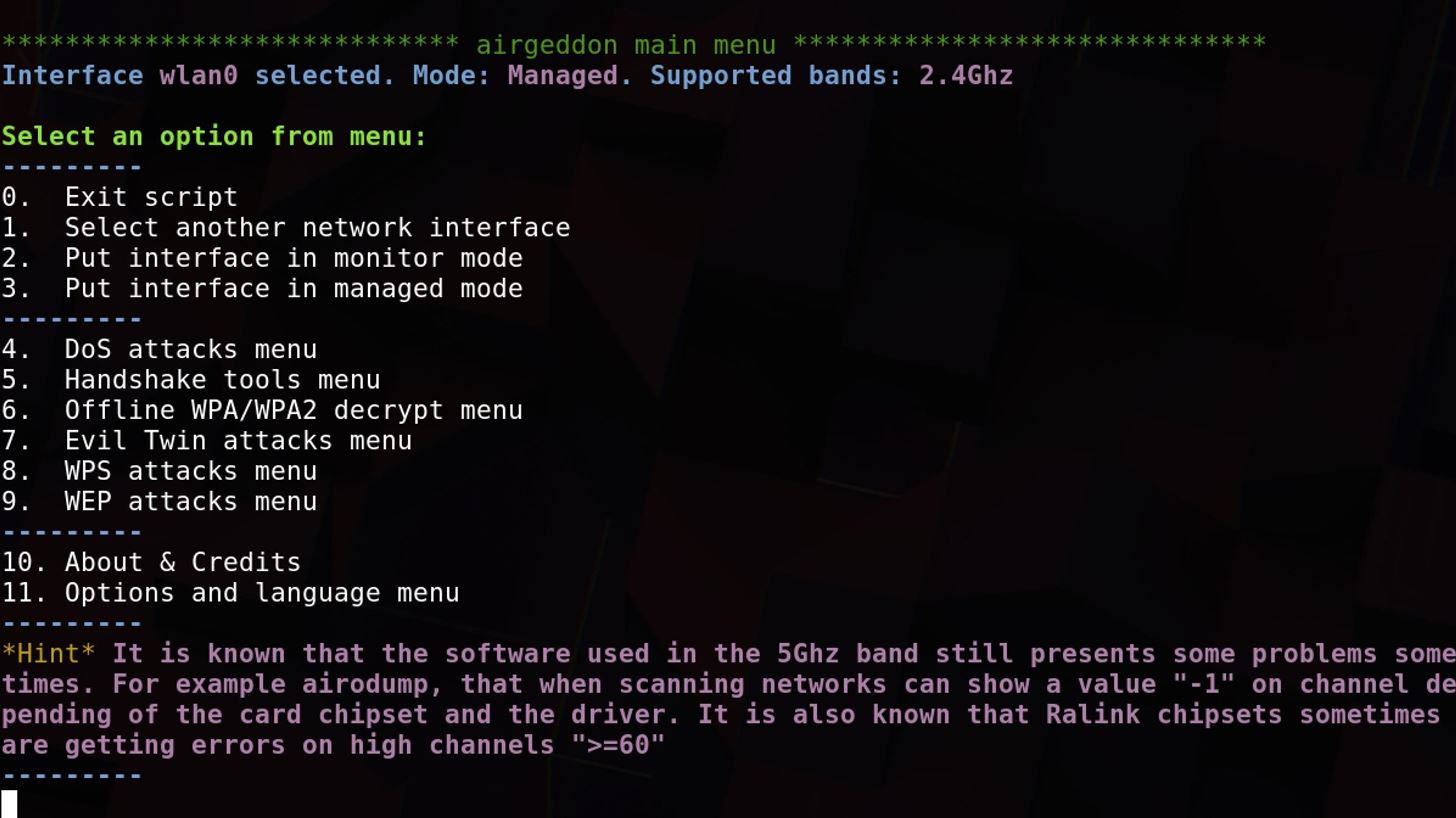 ***************************** airgeddon main menu ******************************
Interface wlan0 selected. Mode: Managed. Supported bands: 2.4Ghz
Select an option from menu:
---------
0.  Exit script
1.  Select another network interface
2.  Put interface in monitor mode
3.  Put interface in managed mode
---------
4.  DoS attacks menu
5.  Handshake tools menu
6.  Offline WPA/WPA2 decrypt menu
7.  Evil Twin attacks menu
8.  WPS attacks menu
9.  WEP attacks menu
---------
10. About & Credits
11. Options and language menu
---------
*Hint* It is known that the software used in the 5Ghz band still presents some problems some
times. For example airodump, that when scanning networks can show a value "-1" on channel de
pending of the card chipset and the driver. It is also known that Ralink chipsets sometimes
are getting errors on high channels ">=60"
---------